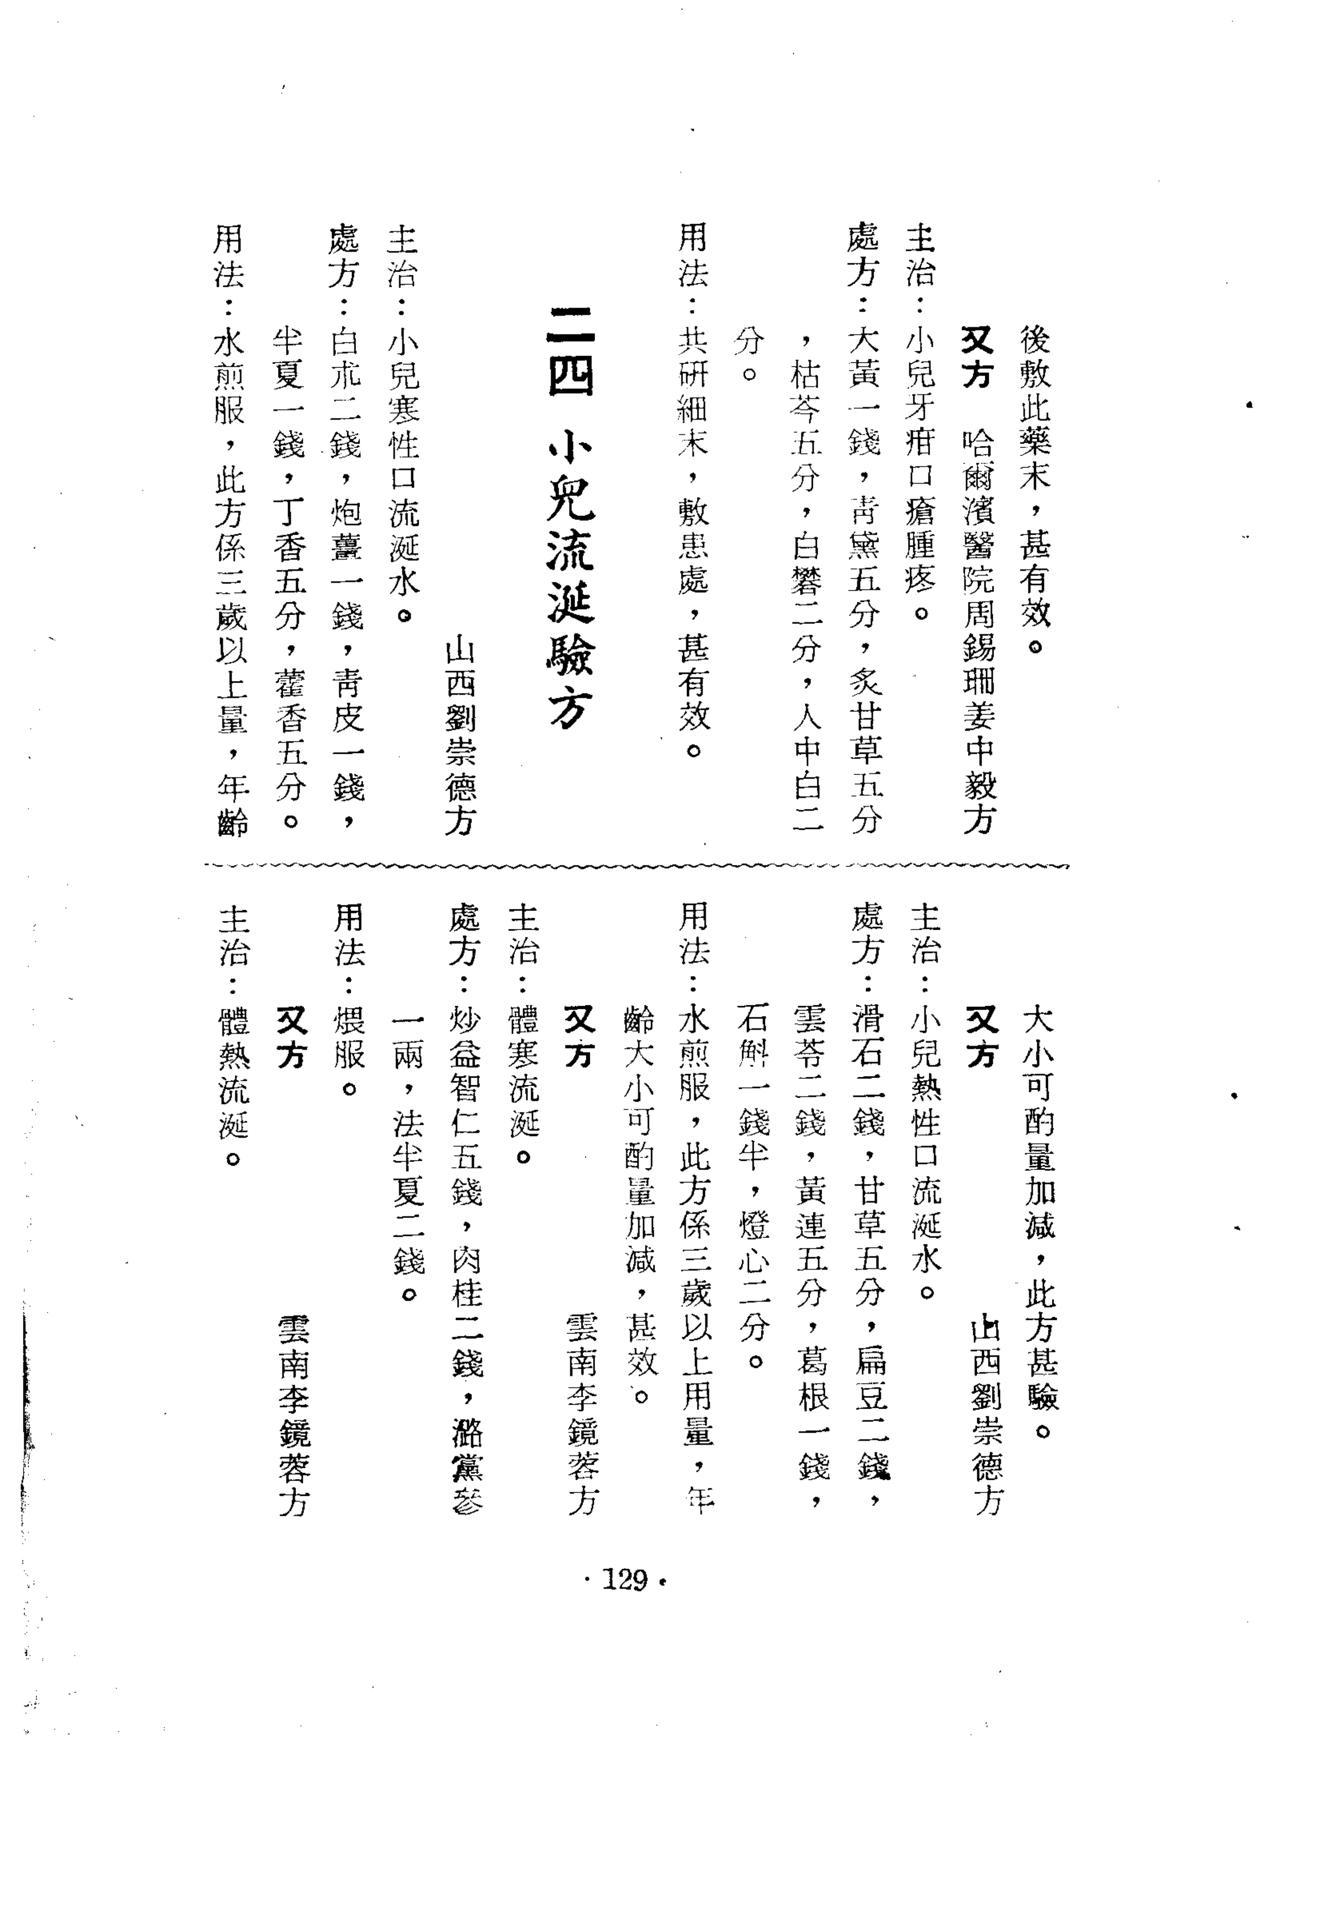 後敷此藥末，甚有效。
又方　哈爾濱醫院周錫珊姜中毅方
主治：小兒牙疳口瘡腫疼。
處方：大黃一錢，靑黛五分，炙甘草五分
，枯芩五分，白礬二分，人中白二
分。
用法：共研細末，敷患處，甚有效。
二四　小兒流涎驗方
山西劉崇德方
主治：小兒寒性口流涎水。
處方：白朮二錢，炮薑一錢，靑皮一錢，
半夏一錢，丁香五分，藿香五分。
用法：水煎服，此方係三歲以上量，年齡
大小可酌量加減，此方甚驗。
又方　山西劉崇德方
主治：小兒熱性口流涎水。
處方：滑石二錢，甘草五分，扁豆二錢，
雲苓二錢，黃連五分，葛根一錢，
石斛一錢半，燈心二分。
用法：水煎服，此方係三歲以上用量，年
齡大小可酌量加減，甚效。
又方　雲南李鏡蓉方
主治：體寒流涎。
處方：炒益智仁五錢，肉桂二錢，潞黨參
一兩，法半夏二錢。
用法：煨服。
又方　雲南李鏡蓉方
主治：體熱流涎。
·129·